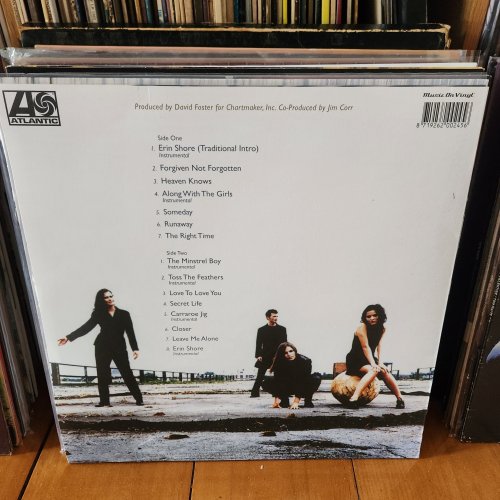 ATLANTIC
Produced by David Foster for Chartmaker, Inc. Co-Produced by Jim Corr
Music On Vinyl
8 719262 002456
Side One
1. Erin Shore (Traditional Intro)
Instrumental
2. Forgiven Not Forgotten
3. Heaven Knows
4. Along With The Girls
Instrumental
5. Someday
6. Runaway
7. The Right Time
Side Two
1. The Minstrel Boy
Instrumental
2. Toss The Feathers
Instrumental
3. Love To Love You
4. Secret Life
5. Carraroe Jig
Instrumental
6. Closer
7. Leave Me Alone
8. Erin Shore
Instrumental